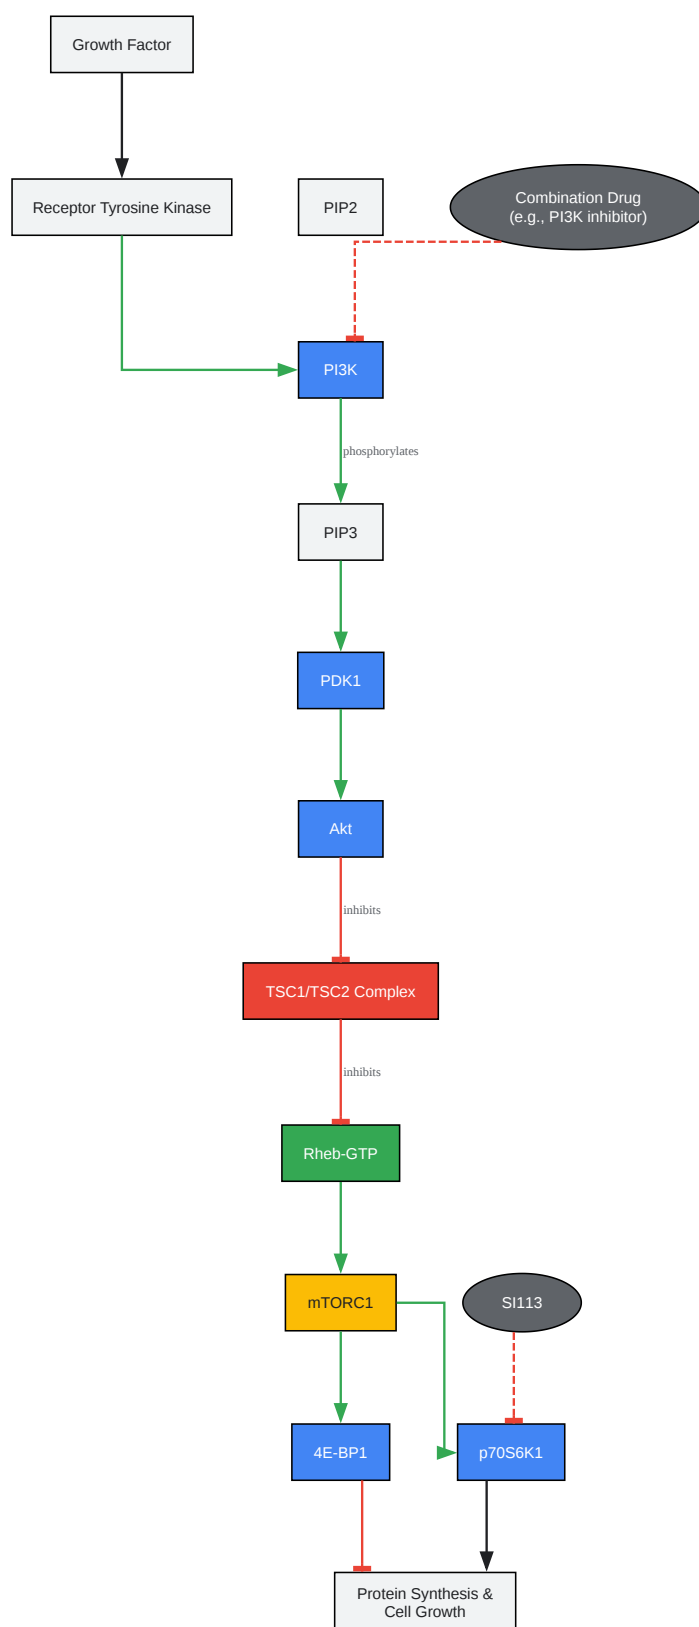 Growth Factor
Receptor Tyrosine Kinase
PIP2
Combination Drug
(e.g., PI3K inhibitor)
PI3K
phosphorylates
PIP3
PDK1
Akt
inhibits
TSC1/TSC2 Complex
inhibits
Rheb-GTP
mTORC1
SI113
4E-BP1
p70S6K1
Protein Synthesis &
Cell Growth